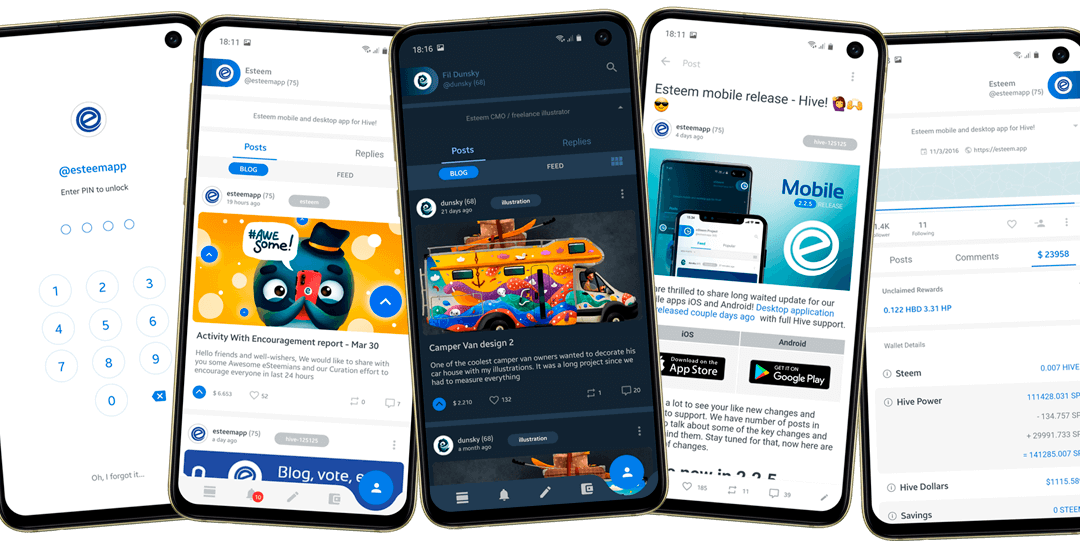 @esteemapp
Enter PIN to unlock
1 2 3
4 5 6
7 8 9
0
Oh, I forgot it...
18:11
Esteem
@esteemapp (75)
Esteem mobile and desktop app for Hive!
Posts Replies
BLOG FEED
esteemapp (75)
19 hours ago
esteem
#AWE
SOME!
Activity With Encouragement report - Mar 30
Hello friends and well-wishers, We would like to share with
you some Awesome eSteemians and our Curation effort to
encourage everyone in last 24 hours
$ 6.653 52 0 7
esteemapp (75)
a day ago
hive-125125
Blog, vote, e
10
18:16
Fil Dunsky
@dunsky (68)
Esteem CMO / freelance illustrator
Posts Replies
BLOG FEED
dunsky (68)
21 days ago
illustration
Camper Van design 2
One of the coolest camper van owners wanted to decorate his
car house with my illustrations. It was a long project since we
had to measure everything
$ 2.210 132 1 20
dunsky (68)
a month ago
illustration
18:11
Post
Esteem mobile release - Hive!
esteemapp (75)
4 days ago
hive-125125
Mobile
2.2.5 RELEASE
are thrilled to share long waited update for our
le apps iOS and Android! Desktop application
released couple days ago with full Hive support.
iOS Android
Download on the
App Store
GET IT ON
Google Play
a lot to see your like new changes and
to support. We have number of posts in
o talk about some of the key changes and
hind them. Stay tuned for that, now here are
of changes.
now in 2.2.5
185 11 39
Esteem
@esteemapp (75)
Esteem mobile and desktop app for Hive!
11/3/2016 https://esteem.app
1.4K 11
ollower Following
Posts Comments $ 23958
Unclaimed Rewards
0.122 HBD 3.31 HP
Wallet Details
Steem 0.007 HIVE
Hive Power 111428.031 SP
- 134.757 SP
+ 29991.733 SP
= 141285.007 SP
Hive Dollars $1115.58
Savings 0 STEEM